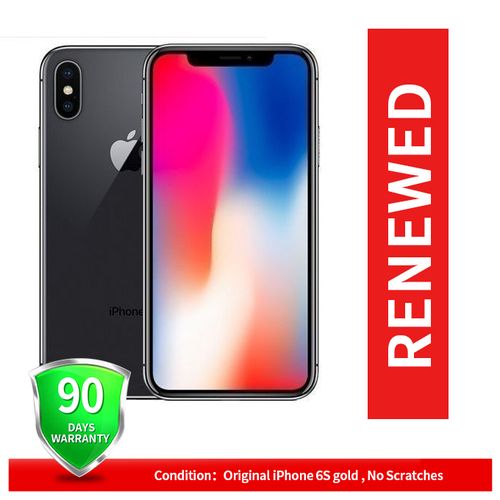 RENEWED
iPhone
90
DAYS
WARRANTY
Condition：Original iPhone 6S gold , No Scratches